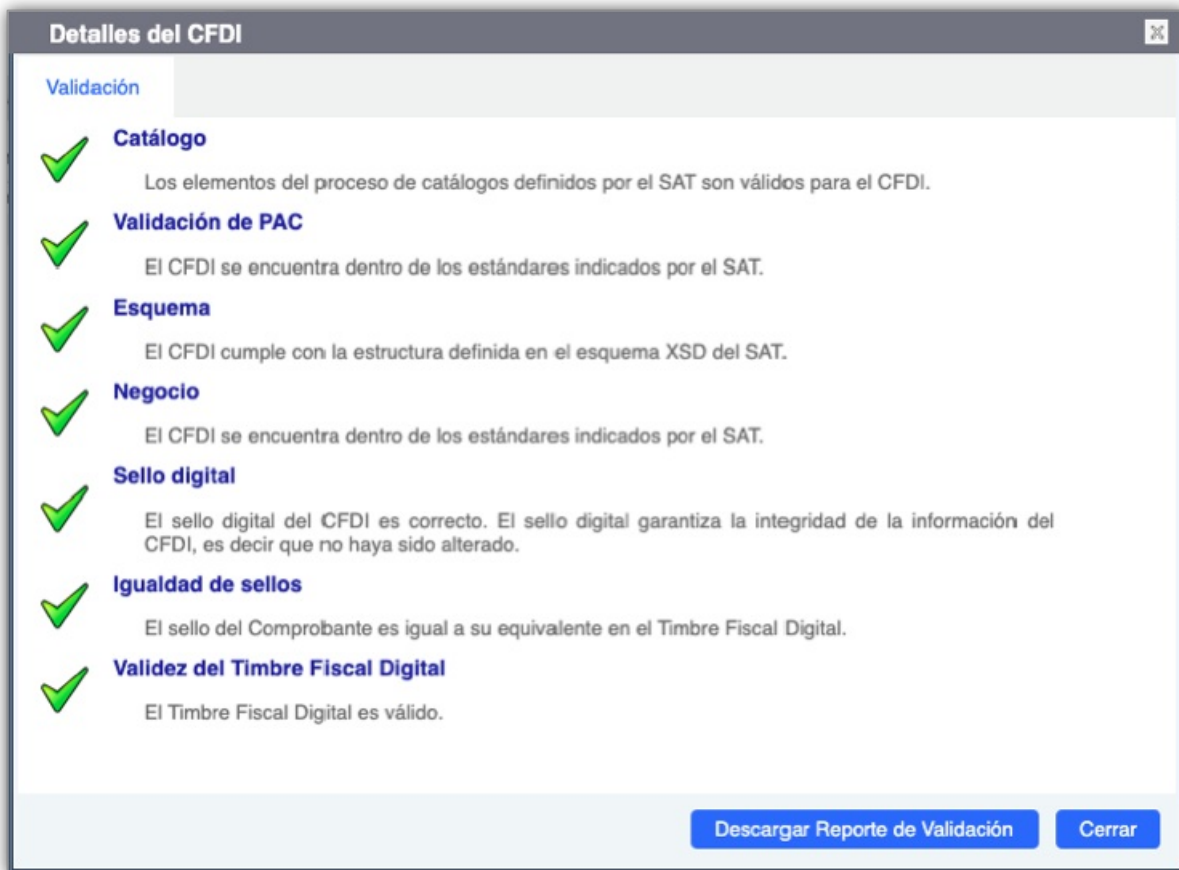 Detalles del CFDI
Validación
Catálogo
Los elementos del proceso de catálogos definidos por el SAT son válidos para el CFDI.
Validación de PAC
El CFDI se encuentra dentro de los estándares indicados por el SAT.
Esquema
El CFDI cumple con la estructura definida en el esquema XSD del SAT.
Negocio
El CFDI se encuentra dentro de los estándares indicados por el SAT.
Sello digital
El sello digital del CFDI es correcto. El sello digital garantiza la integridad de la información del
CFDI, es decir que no haya sido alterado.
Igualdad de sellos
El sello del Comprobante es igual a su equivalente en el Timbre Fiscal Digital.
Validez del Timbre Fiscal Digital
El Timbre Fiscal Digital es válido.
Descargar Reporte de Validación
Cerrar